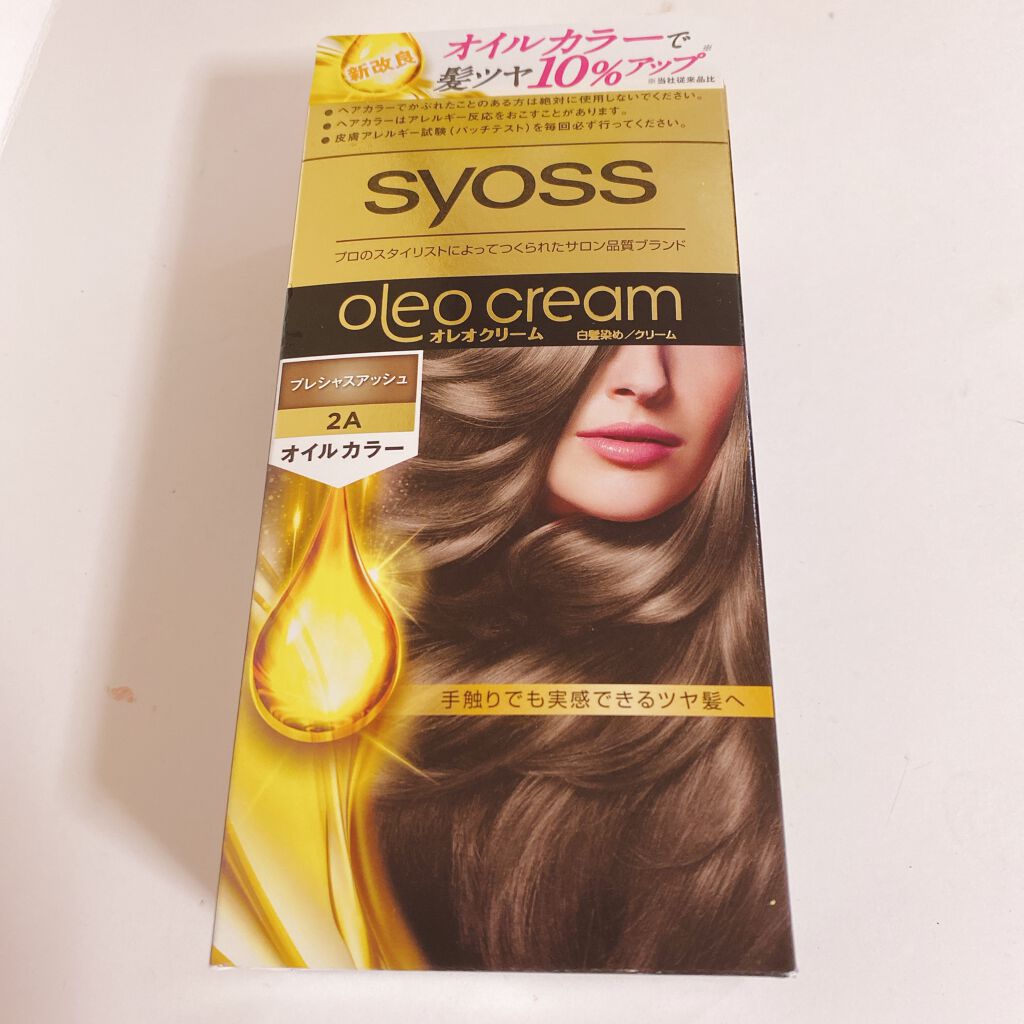 新改良
オイルカラーで
髪ツヤ10%アップ※
※当社従来品比
● ヘアカラーでかぶれたことのある方は絶対に使用しないでください。
● ヘアカラーはアレルギー反応をおこすことがあります。
● 皮膚アレルギー試験（パッチテスト）を毎回必ず行ってください。
syoss
プロのスタイリストによってつくられたサロン品質ブランド
oleo cream
オレオクリーム 白髪染め／クリーム
プレシャスアッシュ
2A
オイルカラー
手触りでも実感できるツヤ髪へ